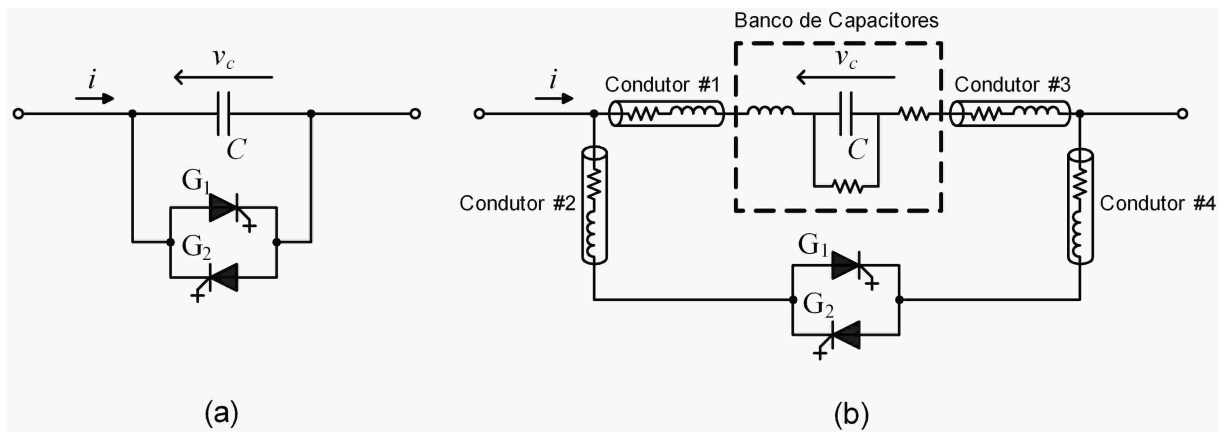 Banco de Capacitores
i
v_c
C
G₁
G₂
(a)
i
Condutor #1
v_c
C
Condutor #3
Condutor #2
Condutor #4
G₁
G₂
(b)